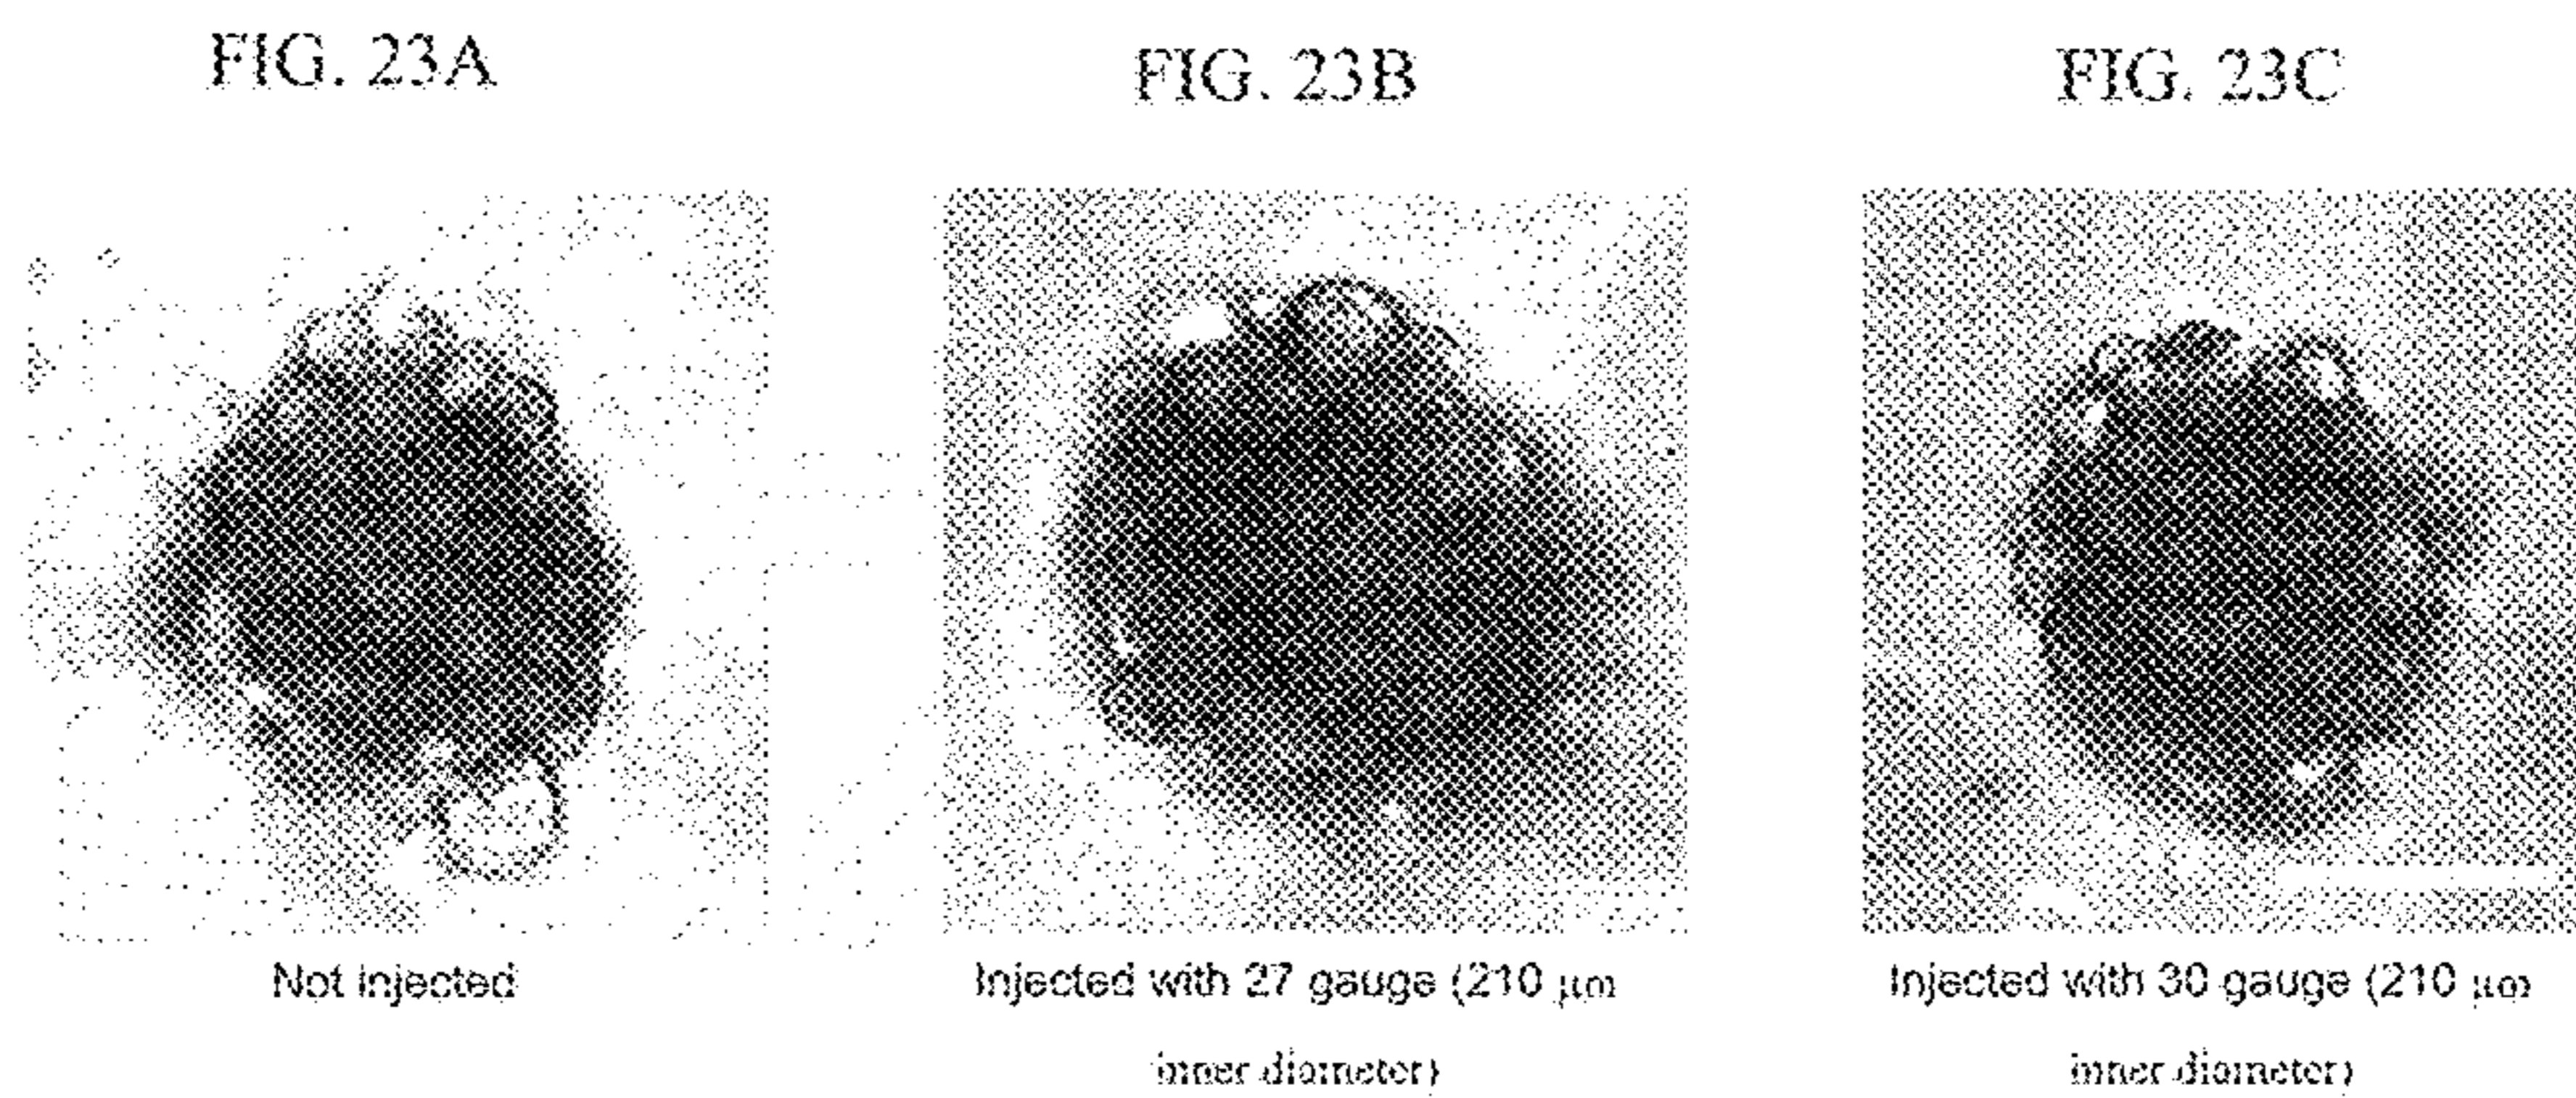 FIG. 23A
FIG. 23B
FIG. 23C
Not injected
Injected with 27 gauge (210 μm
inner diameter)
Injected with 30 gauge (210 μm
inner diameter)